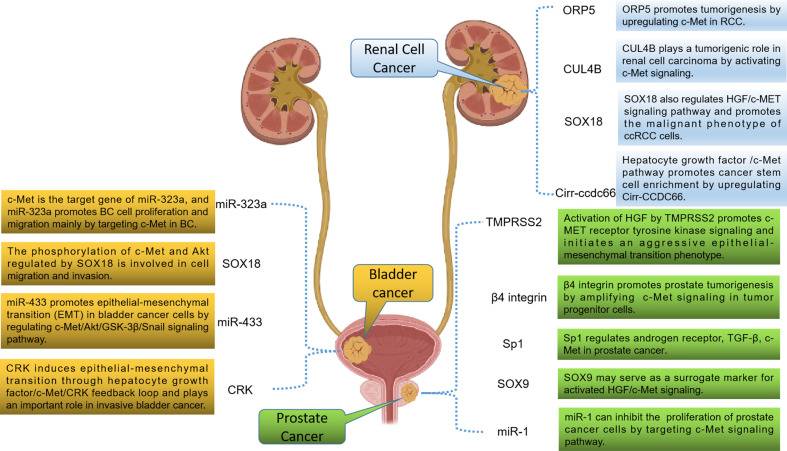 ORP5
ORP5 promotes tumorigenesis by
upregulating c-Met in RCC.
Renal Cell
Cancer
CUL4B
CUL4B plays a tumorigenic role in
renal cell carcinoma by activating
c-Met signaling.
SOX18
SOX18 also regulates HGF/c-MET
signaling pathway and promotes
the malignant phenotype of
ccRCC cells.
Cirr-ccdc66
Hepatocyte growth factor /c-Met
pathway promotes cancer stem
cell enrichment by upregulating
Cirr-CCDC66.
c-Met is the target gene of miR-323a, and
miR-323a promotes BC cell proliferation and
migration mainly by targeting c-Met in BC.
miR-323a
The phosphorylation of c-Met and Akt
regulated by SOX18 is involved in cell
migration and invasion.
SOX18
miR-433 promotes epithelial-mesenchymal
transition (EMT) in bladder cancer cells by
regulating c-Met/Akt/GSK-3β/Snail signaling
pathway.
miR-433
CRK induces epithelial-mesenchymal
transition through hepatocyte growth
factor/c-Met/CRK feedback loop and plays
an important role in invasive bladder cancer.
CRK
Bladder
cancer
Prostate
Cancer
TMPRSS2
Activation of HGF by TMPRSS2 promotes c-
MET receptor tyrosine kinase signaling and
initiates an aggressive epithelial-
mesenchymal transition phenotype.
β4 integrin
β4 integrin promotes prostate tumorigenesis
by amplifying c-Met signaling in tumor
progenitor cells.
Sp1
Sp1 regulates androgen receptor, TGF-β, c-
Met in prostate cancer.
SOX9
SOX9 may serve as a surrogate marker for
activated HGF/c-Met signaling.
miR-1
miR-1 can inhibit the proliferation of prostate
cancer cells by targeting c-Met signaling
pathway.